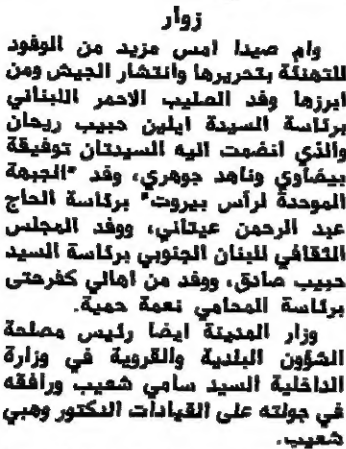 زوار
وام صيدا امس مزيد من الوفود
للتهنئة بتحريرها وانتشار الجيش ومن
ابرزها وفد الصليب الاحمر اللبناني
برئاسة السيدة ايلين حبيب ريحان
والذي انضمت اليه السيدتان توفيقة
بيضاوي وناهد جوهري، وفد "الجبهة
الموحدة لرأس بيروت" برئاسة الحاج
عبد الرحمن عيتاني، ووفد المجلس
الثقافي للبنان الجنوبي برئاسة السيد
حبيب صادق، ووفد من اهالي كفرحتى
برئاسة المحامي نعمة حمية.
وزار المدينة ايضا رئيس مصلحة
الشؤون البلدية والقروية في وزارة
الداخلية السيد سامي شعيب ورافقه
في جولته على القيادات الدكتور وهبي
شعيب.